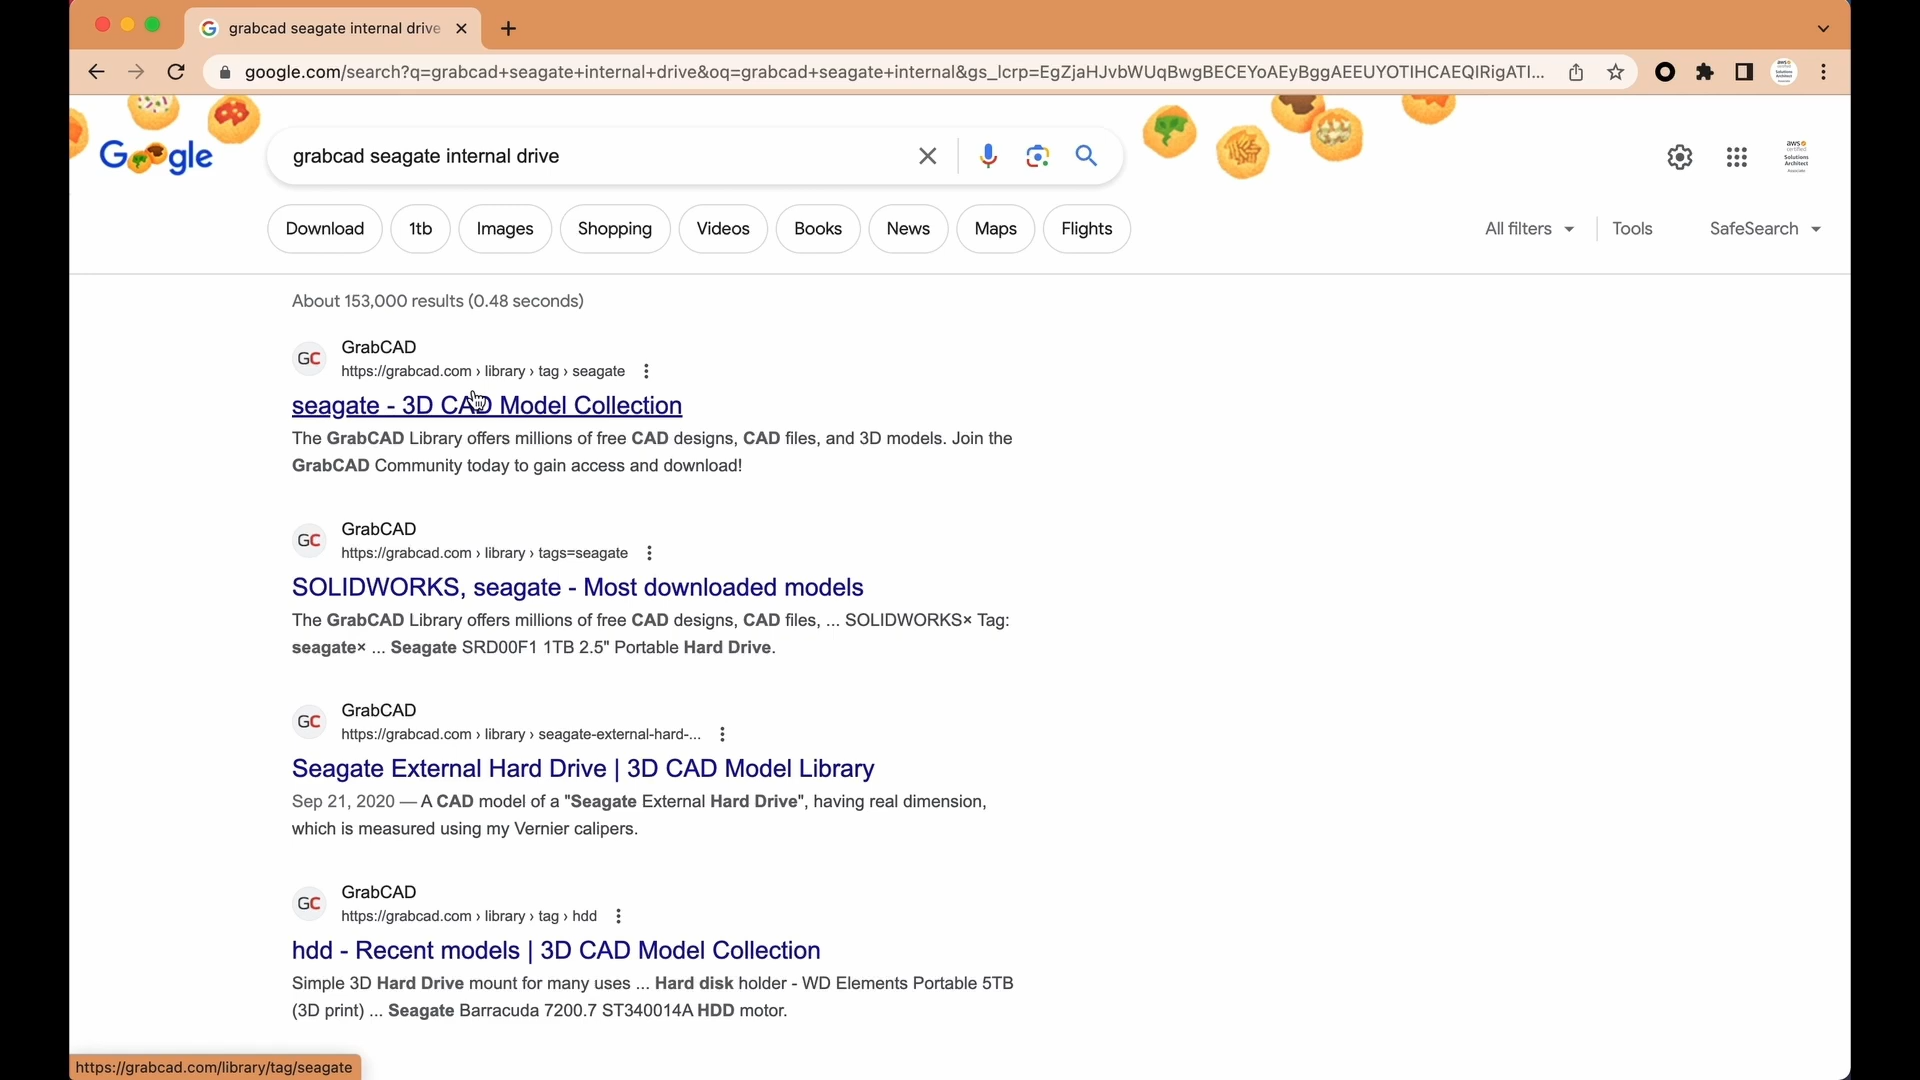 grabcad seagate internal drive
google.com/search?q=grabcad+seagate+internal+drive&oq=grabcad+seagate+internal&gs_lcrp=EgZjaHJvbWUqBwgBECEYoAEyBggAEEUYOTIHCAEQIRigATI...
Google
grabcad seagate internal drive
aws
certified
Solutions
Architect
Associate
Download 1tb Images Shopping Videos Books News Maps Flights All filters Tools SafeSearch
About 153,000 results (0.48 seconds)
GC GrabCAD
https://grabcad.com › library › tag › seagate
seagate - 3D CAD Model Collection
The GrabCAD Library offers millions of free CAD designs, CAD files, and 3D models. Join the
GrabCAD Community today to gain access and download!
GC GrabCAD
https://grabcad.com › library › tags=seagate
SOLIDWORKS, seagate - Most downloaded models
The GrabCAD Library offers millions of free CAD designs, CAD files, ... SOLIDWORKS× Tag:
seagate× ... Seagate SRD00F1 1TB 2.5" Portable Hard Drive.
GC GrabCAD
https://grabcad.com › library › seagate-external-hard-...
Seagate External Hard Drive | 3D CAD Model Library
Sep 21, 2020 — A CAD model of a "Seagate External Hard Drive", having real dimension,
which is measured using my Vernier calipers.
GC GrabCAD
https://grabcad.com › library › tag › hdd
hdd - Recent models | 3D CAD Model Collection
Simple 3D Hard Drive mount for many uses ... Hard disk holder - WD Elements Portable 5TB
(3D print) ... Seagate Barracuda 7200.7 ST340014A HDD motor.
https://grabcad.com/library/tag/seagate